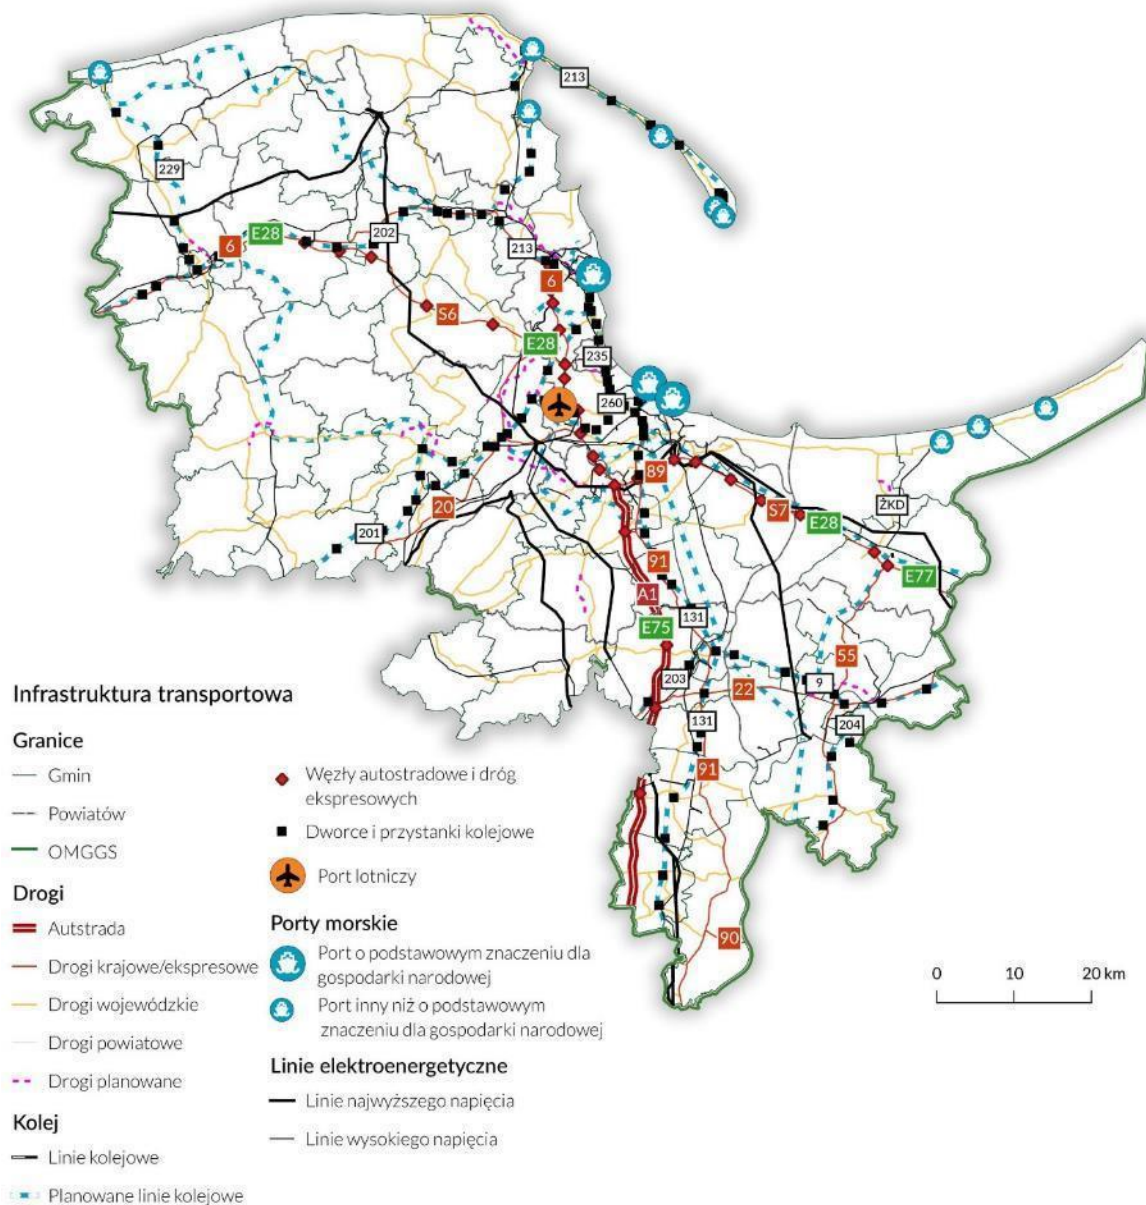 213
229
E28
6
202
213
6
S6
E28
235
260
89
20
201
S7
ŻKD
E28
E77
91
A1
131
E75
55
203
22
9
131
204
91
90
Infrastruktura transportowa
Granice
Gmin
Powiatów
OMGGS
Drogi
Autstrada
Drogi krajowe/ekspresowe
Drogi wojewódzkie
Drogi powiatowe
Drogi planowane
Kolej
Linie kolejowe
Planowane linie kolejowe
Węzły autostradowe i dróg
ekspresowych
Dworce i przystanki kolejowe
Port lotniczy
Porty morskie
Port o podstawowym znaczeniu dla
gospodarki narodowej
Port inny niż o podstawowym
znaczeniu dla gospodarki narodowej
Linie elektroenergetyczne
Linie najwyższego napięcia
Linie wysokiego napięcia
0 10 20 km